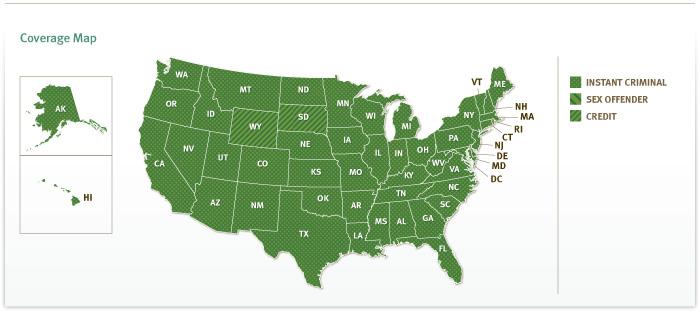 Coverage Map
AK
HI
WA
OR
CA
NV
ID
MT
WY
UT
AZ
CO
NM
ND
SD
NE
KS
OK
TX
MN
IA
MO
AR
LA
WI
IL
MI
IN
OH
KY
TN
MS
AL
GA
FL
SC
NC
VA
WV
PA
NY
VT
ME
NH
MA
RI
CT
NJ
DE
MD
DC
INSTANT CRIMINAL
SEX OFFENDER
CREDIT